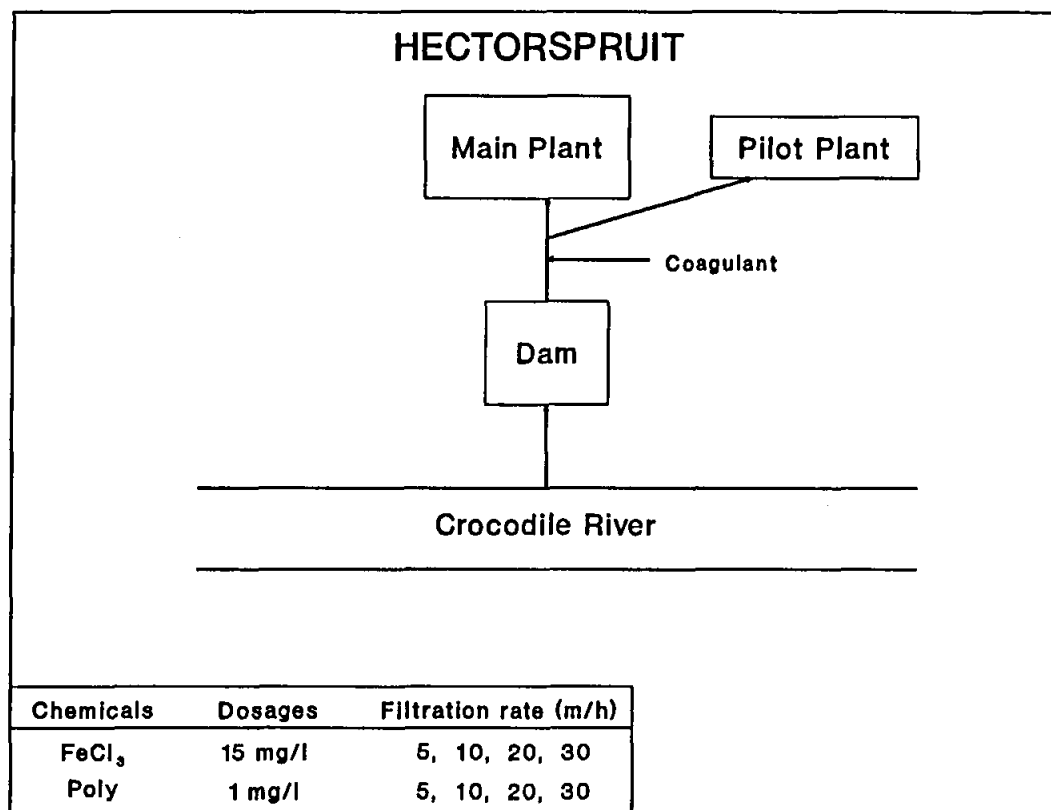 HECTORSPRUIT
Main Plant
Pilot Plant
Coagulant
Dam
Crocodile River
Chemicals Dosages Filtration rate (m/h)
FeCl₃ 15 mg/l 5, 10, 20, 30
Poly 1 mg/l 5, 10, 20, 30